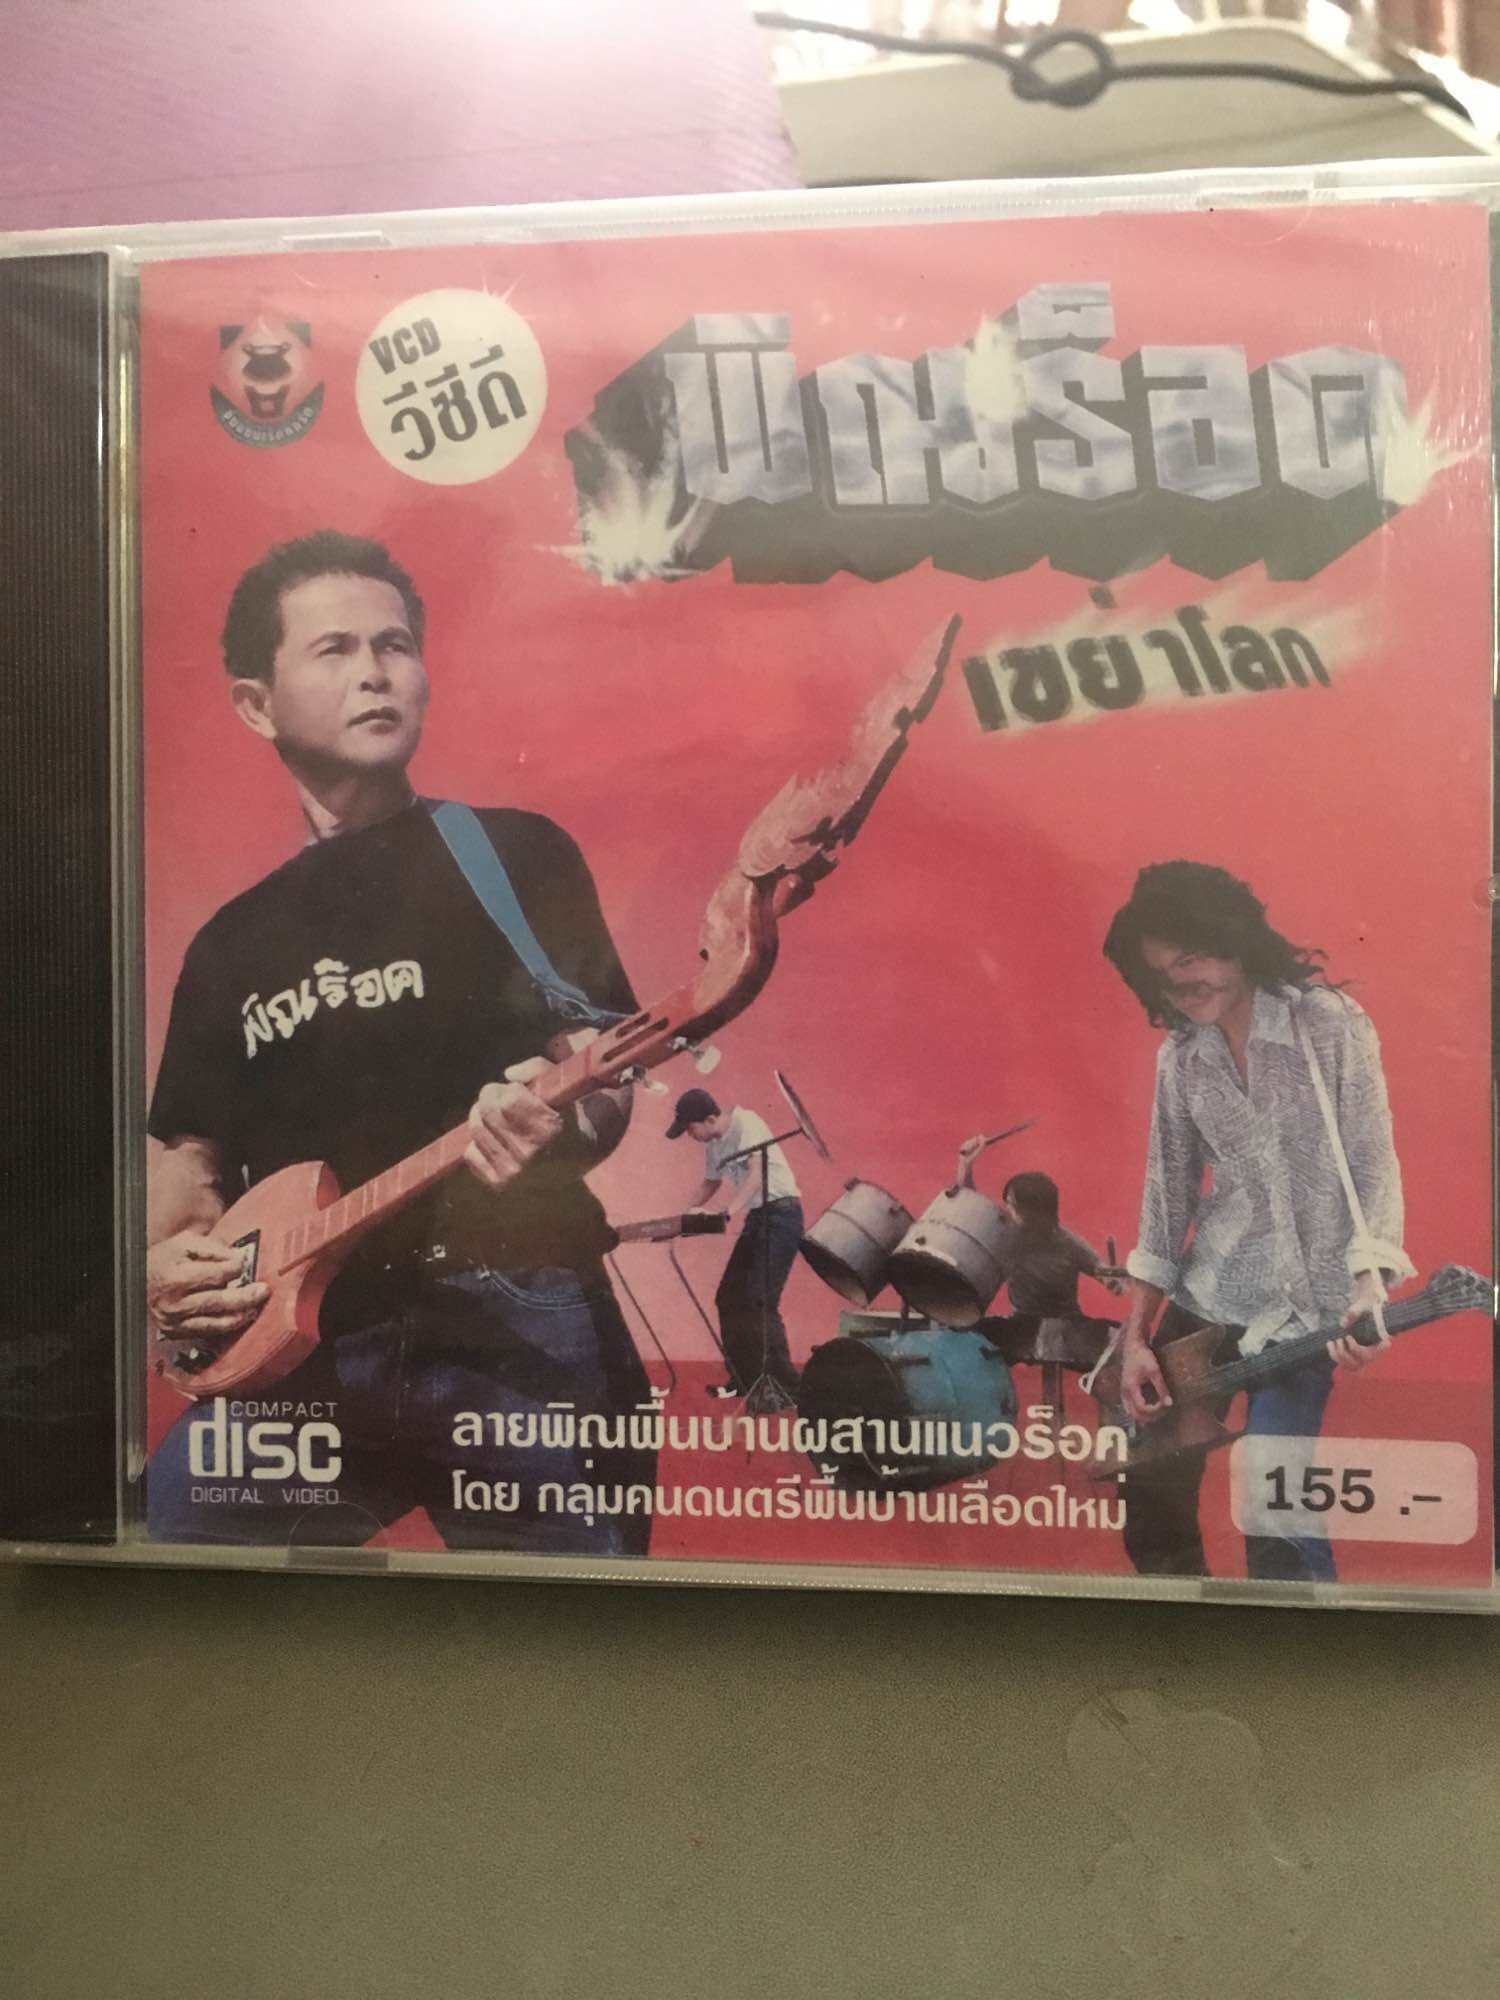 VCD
วีซีดี
พิณร็อค
เขย่าโลก
พิณร็อค
COMPACT
disc
DIGITAL VIDEO
ลายพิณพื้นบ้านผสานแนวร็อค
โดย กลุ่มคนดนตรีพื้นบ้านเลือดใหม่
155 .–